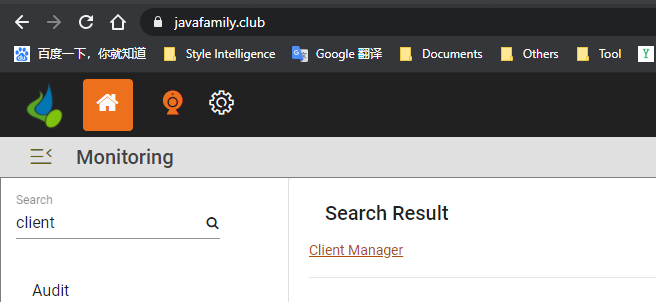 javafamily.club
百度一下，你就知道 Style Intelligence Google 翻译 Documents Others Tool Y
Monitoring
Search
client
Audit
Search Result
Client Manager